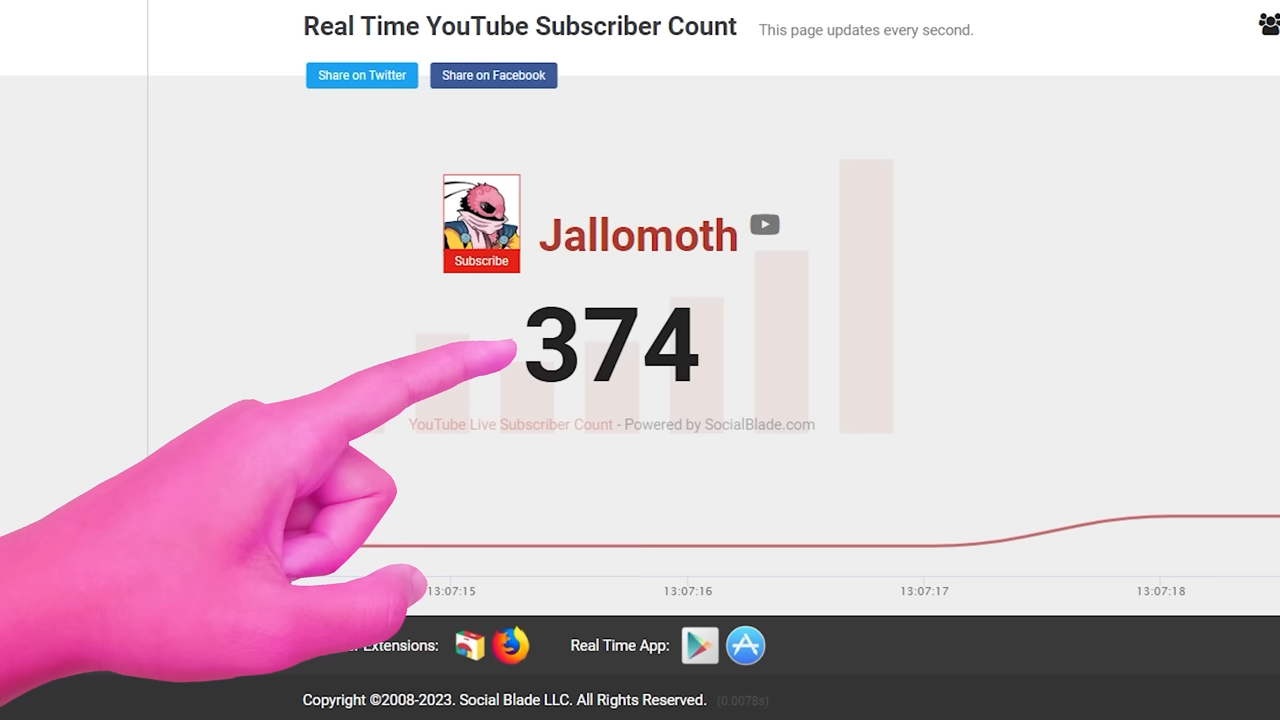 Real Time YouTube Subscriber Count This page updates every second.
Share on Twitter Share on Facebook
Jallomoth
Subscribe
374
YouTube Live Subscriber Count - Powered by SocialBlade.com
13:07:15 13:07:16 13:07:17 13:07:18
Extensions: Real Time App:
Copyright ©2008-2023. Social Blade LLC. All Rights Reserved. (0.0078s)